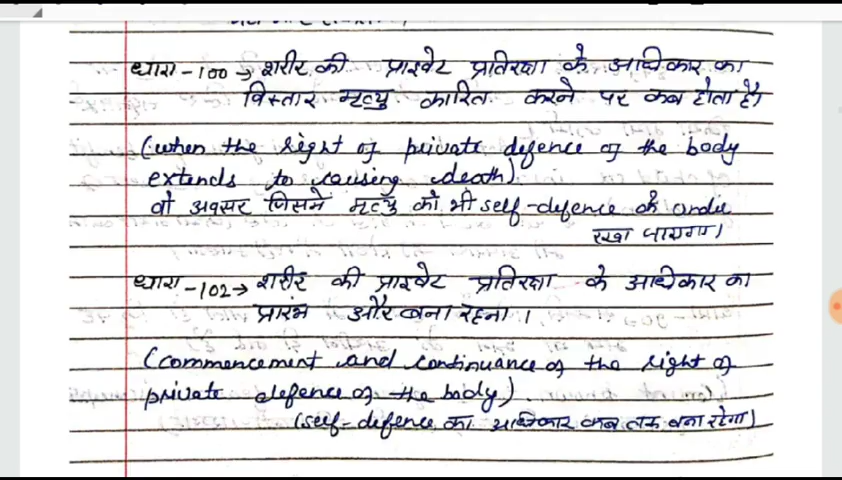 धारा -100 → शरीर की प्राइवेट प्रतिरक्षा के अधिकार का
विस्तार मृत्यु कारित करने पर कब होता है।
(when the right of private defence of the body
extends to causing death)
वो अवसर जिसमें मृत्यु को भी self-defence के under
रखा जायगा।
धारा -102 → शरीर की प्राइवेट प्रतिरक्षा के अधिकार का
प्रारंभ और बना रहना।
(commencement and continuance of the right of
private defence of the body).
(self-defence का अधिकार कब तक बना रहेगा)